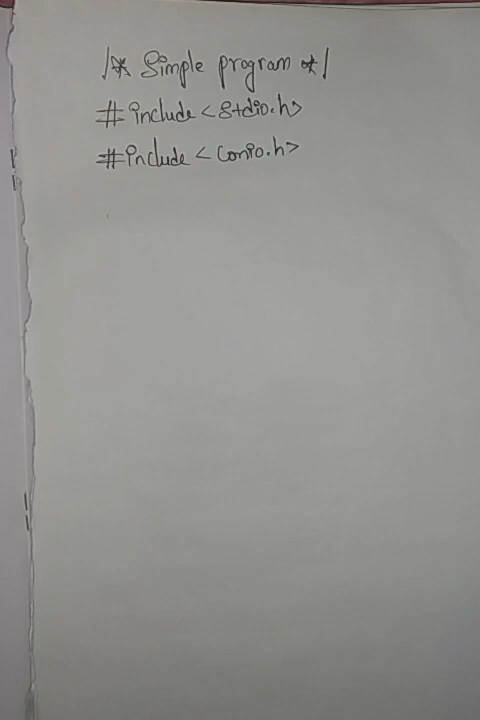 /* Simple program */
#include <stdio.h>
#include <conio.h>